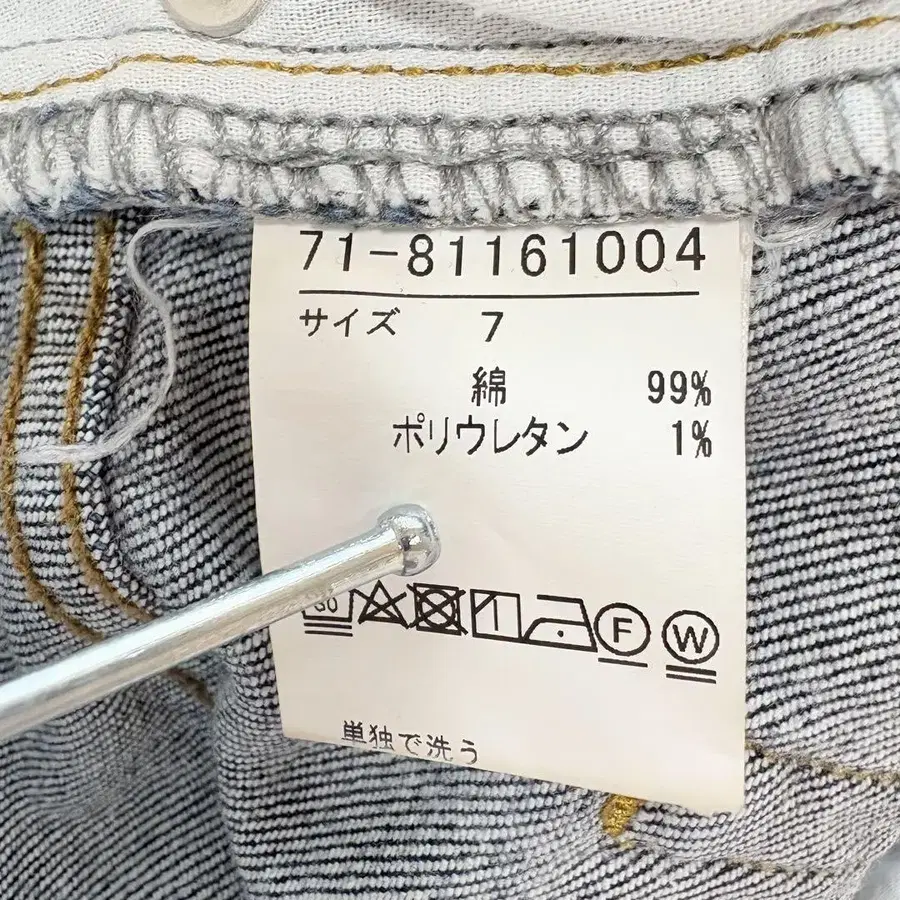 71-81161004
サイズ 7
綿 99%
ポリウレタン 1%
F W
単独で洗う